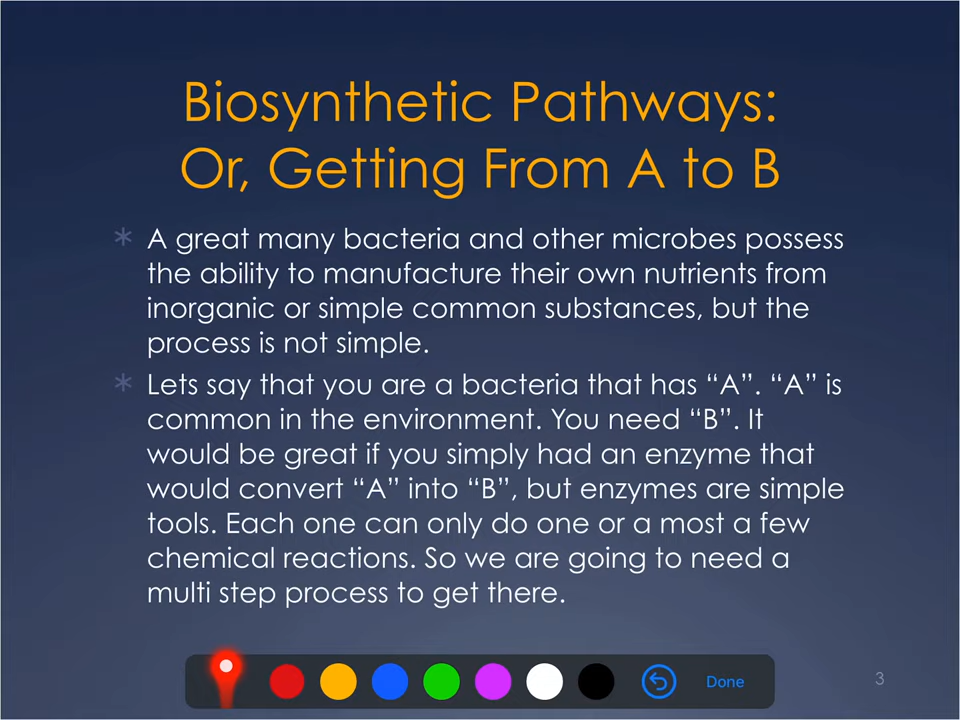 Biosynthetic Pathways:
Or, Getting From A to B
A great many bacteria and other microbes possess
the ability to manufacture their own nutrients from
inorganic or simple common substances, but the
process is not simple.
Lets say that you are a bacteria that has “A”. “A” is
common in the environment. You need “B”. It
would be great if you simply had an enzyme that
would convert “A” into “B”, but enzymes are simple
tools. Each one can only do one or a most a few
chemical reactions. So we are going to need a
multi step process to get there.
Done
3